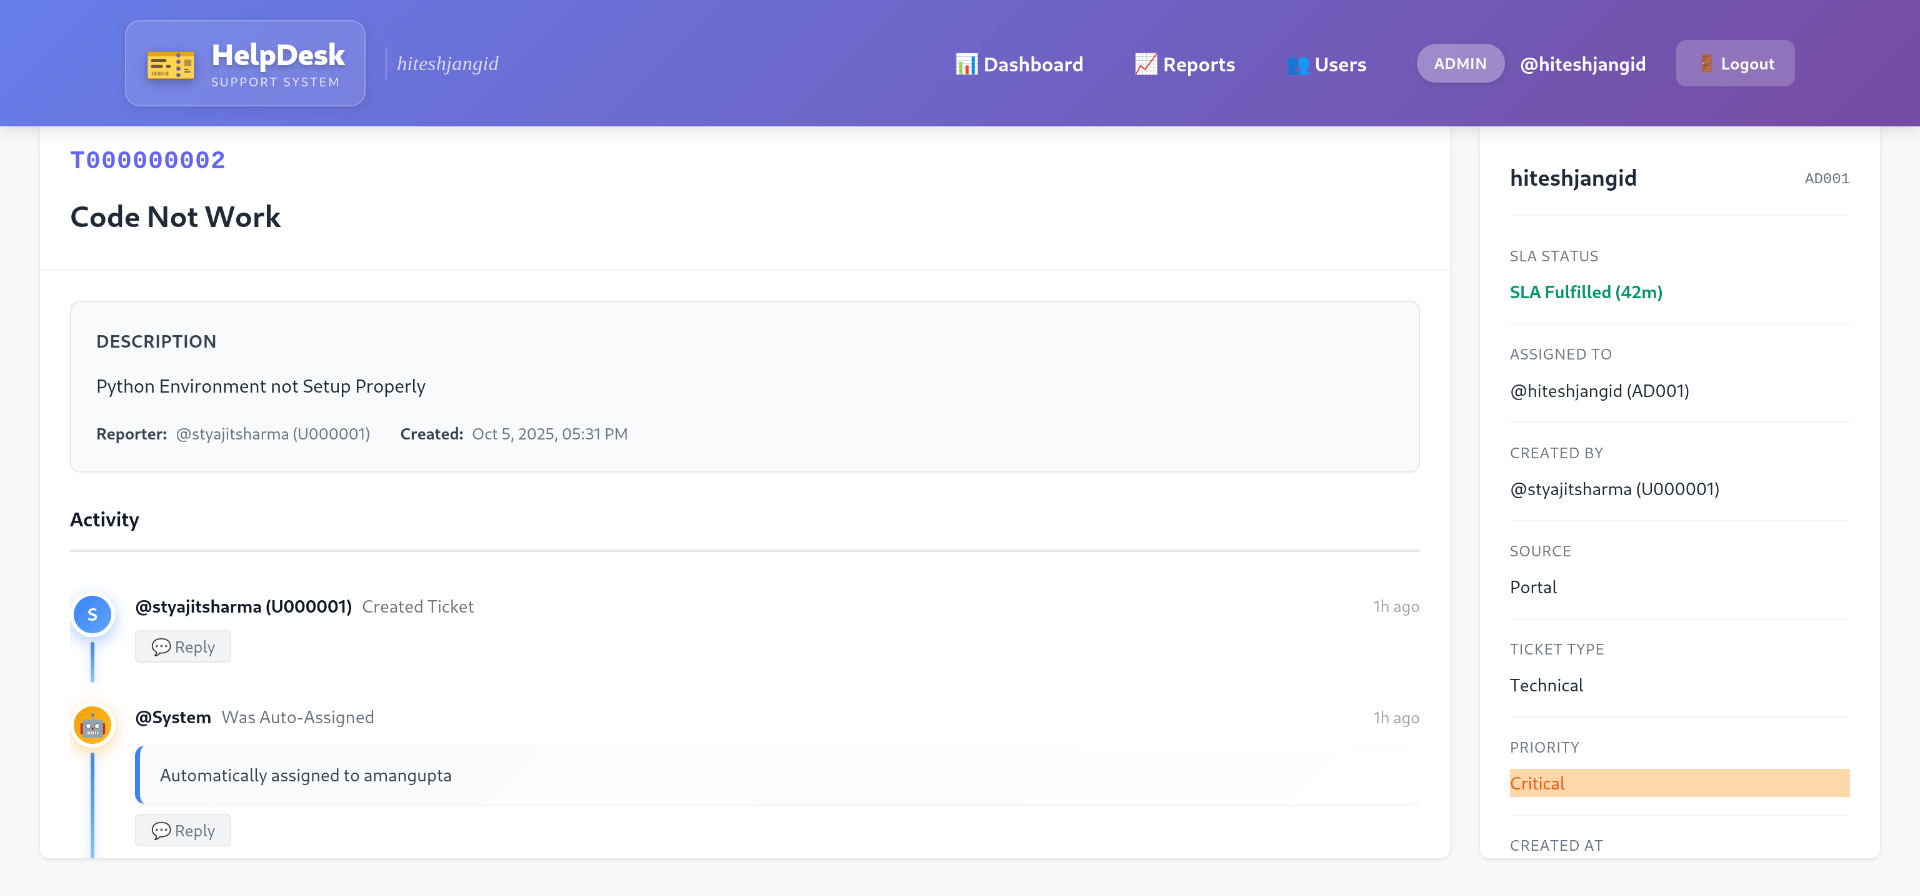 HelpDesk
SUPPORT SYSTEM
hiteshjangid
Dashboard
Reports
Users
ADMIN
@hiteshjangid
Logout
T000000002
Code Not Work
DESCRIPTION
Python Environment not Setup Properly
Reporter: @styajitsharma (U000001) Created: Oct 5, 2025, 05:31 PM
Activity
S
@styajitsharma (U000001) Created Ticket 1h ago
Reply
@System Was Auto-Assigned 1h ago
Automatically assigned to amangupta
Reply
hiteshjangid AD001
SLA STATUS
SLA Fulfilled (42m)
ASSIGNED TO
@hiteshjangid (AD001)
CREATED BY
@styajitsharma (U000001)
SOURCE
Portal
TICKET TYPE
Technical
PRIORITY
Critical
CREATED AT